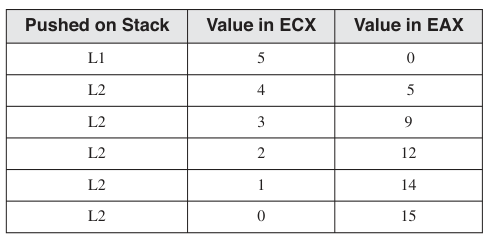 Pushed on Stack Value in ECX Value in EAX
L1 5 0
L2 4 5
L2 3 9
L2 2 12
L2 1 14
L2 0 15